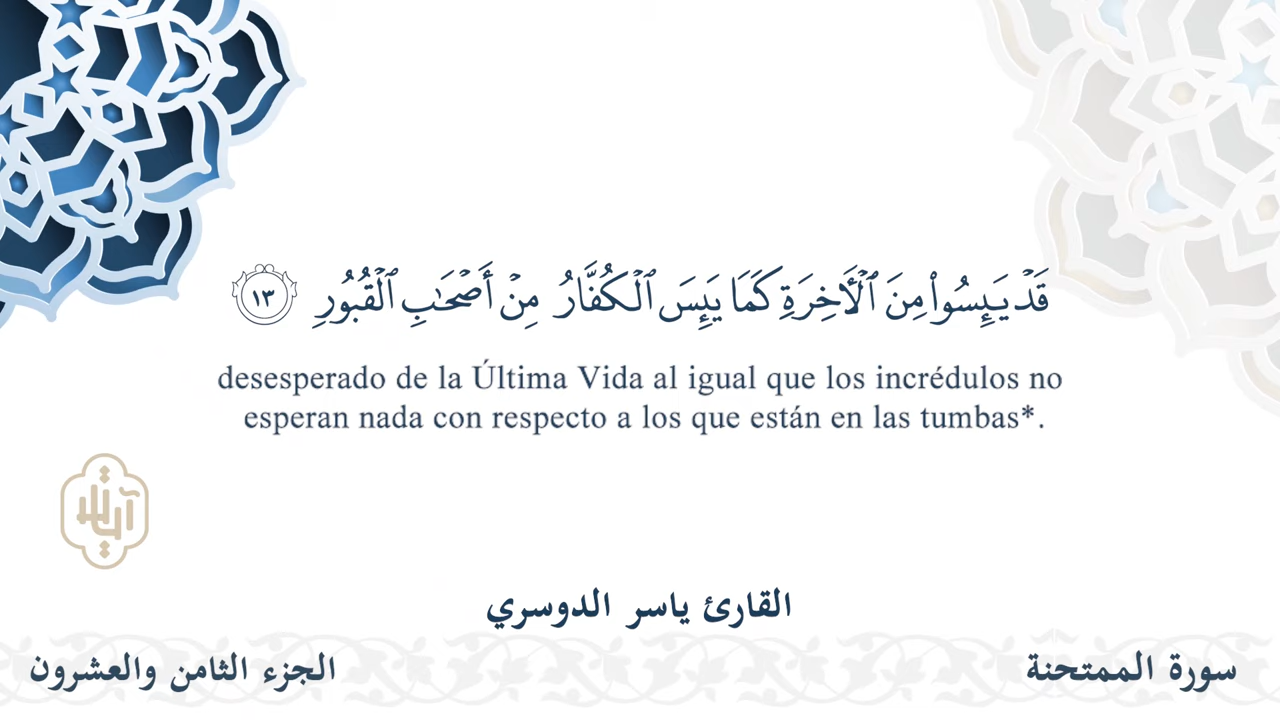 قَدْ يَئِسُوا۟ مِنَ ٱلْأَخِرَةِ كَمَا يَئِسَ ٱلْكُفَّارُ مِنْ أَصْحَٰبِ ٱلْقُبُورِ ١٣
desesperado de la Última Vida al igual que los incrédulos no
esperan nada con respecto a los que están en las tumbas*.
آيات
القارئ ياسر الدوسري
سورة الممتحنة
الجزء الثامن والعشرون